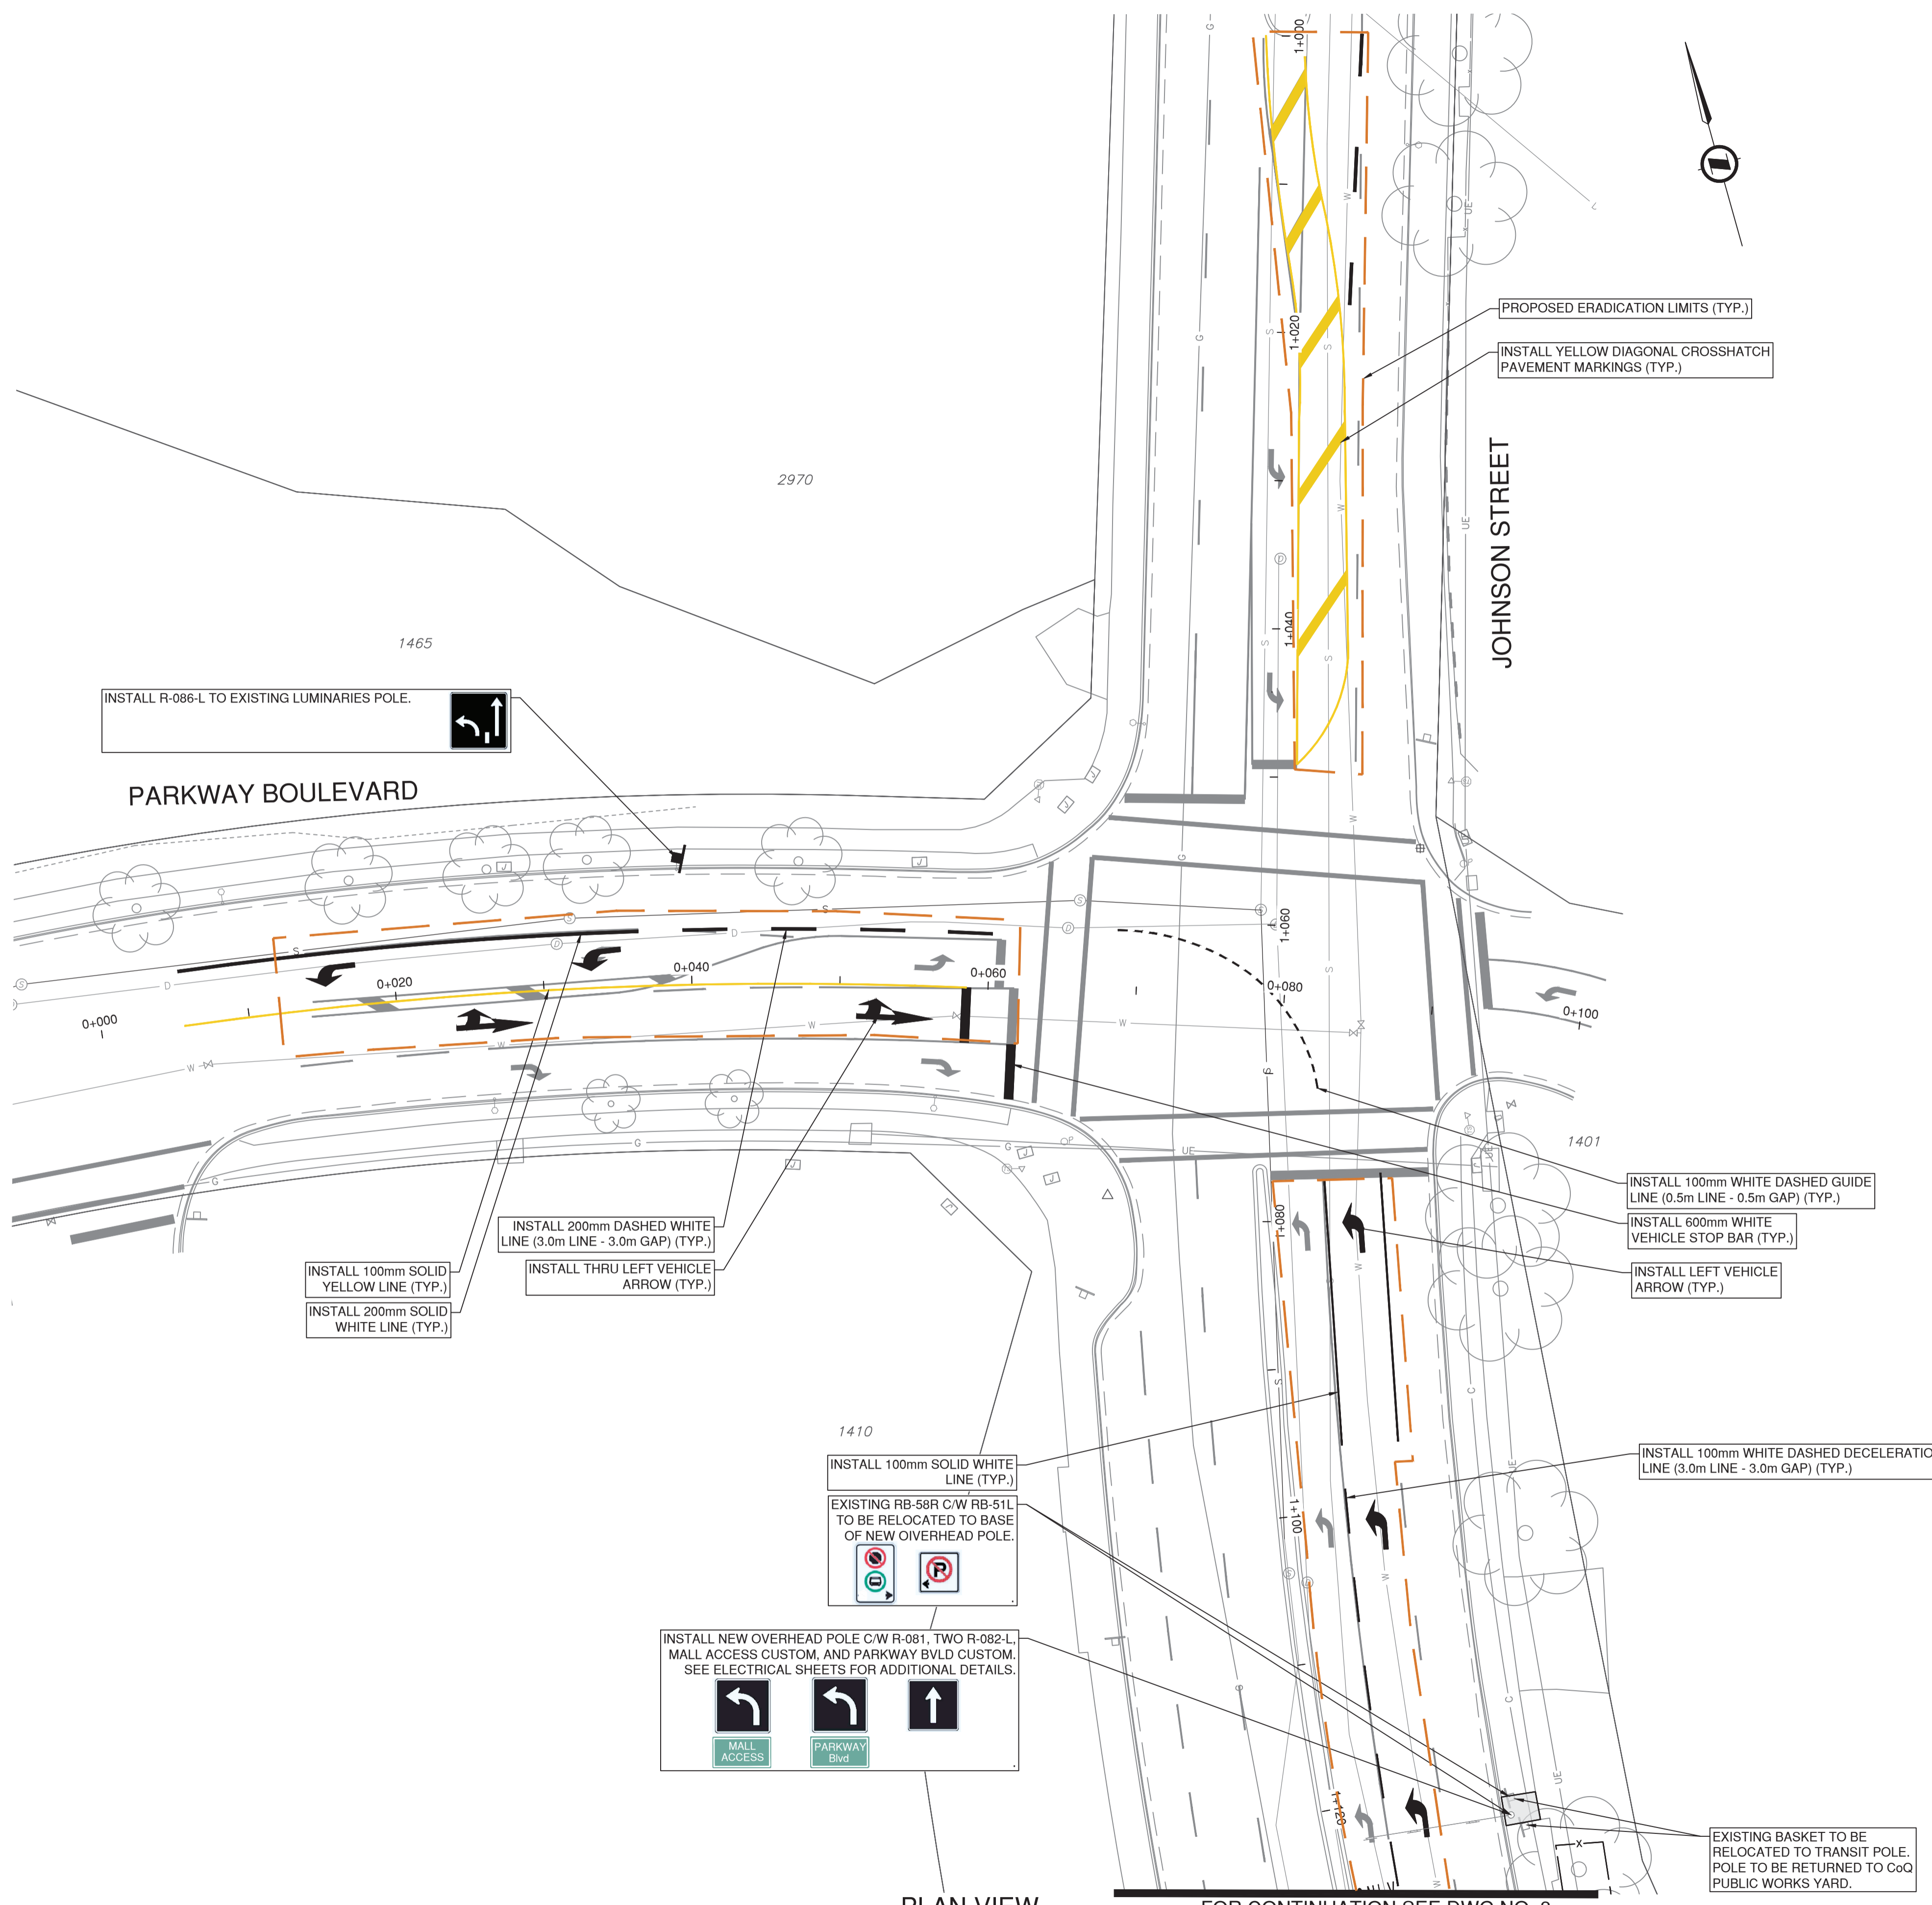 1+000
PROPOSED ERADICATION LIMITS (TYP.)
INSTALL YELLOW DIAGONAL CROSSHATCH
PAVEMENT MARKINGS (TYP.)
1+020
JOHNSON STREET
2970
1465
1+040
INSTALL R-086-L TO EXISTING LUMINARIES POLE.
PARKWAY BOULEVARD
0+000
0+020
0+040
0+060
1+060
0+080
0+100
1401
INSTALL 100mm WHITE DASHED GUIDE
LINE (0.5m LINE - 0.5m GAP) (TYP.)
INSTALL 600mm WHITE
VEHICLE STOP BAR (TYP.)
INSTALL LEFT VEHICLE
ARROW (TYP.)
INSTALL 200mm DASHED WHITE
LINE (3.0m LINE - 3.0m GAP) (TYP.)
INSTALL THRU LEFT VEHICLE
ARROW (TYP.)
INSTALL 100mm SOLID
YELLOW LINE (TYP.)
INSTALL 200mm SOLID
WHITE LINE (TYP.)
1+080
1410
INSTALL 100mm SOLID WHITE
LINE (TYP.)
INSTALL 100mm WHITE DASHED DECELERATIO
LINE (3.0m LINE - 3.0m GAP) (TYP.)
EXISTING RB-58R C/W RB-51L
TO BE RELOCATED TO BASE
OF NEW OIVERHEAD POLE.
P
1+100
INSTALL NEW OVERHEAD POLE C/W R-081, TWO R-082-L,
MALL ACCESS CUSTOM, AND PARKWAY BVLD CUSTOM.
SEE ELECTRICAL SHEETS FOR ADDITIONAL DETAILS.
MALL
ACCESS
PARKWAY
Blvd
1+120
EXISTING BASKET TO BE
RELOCATED TO TRANSIT POLE.
POLE TO BE RETURNED TO CoQ
PUBLIC WORKS YARD.
PLAN VIEW
FOR CONTINUATION SEE DWG NO.